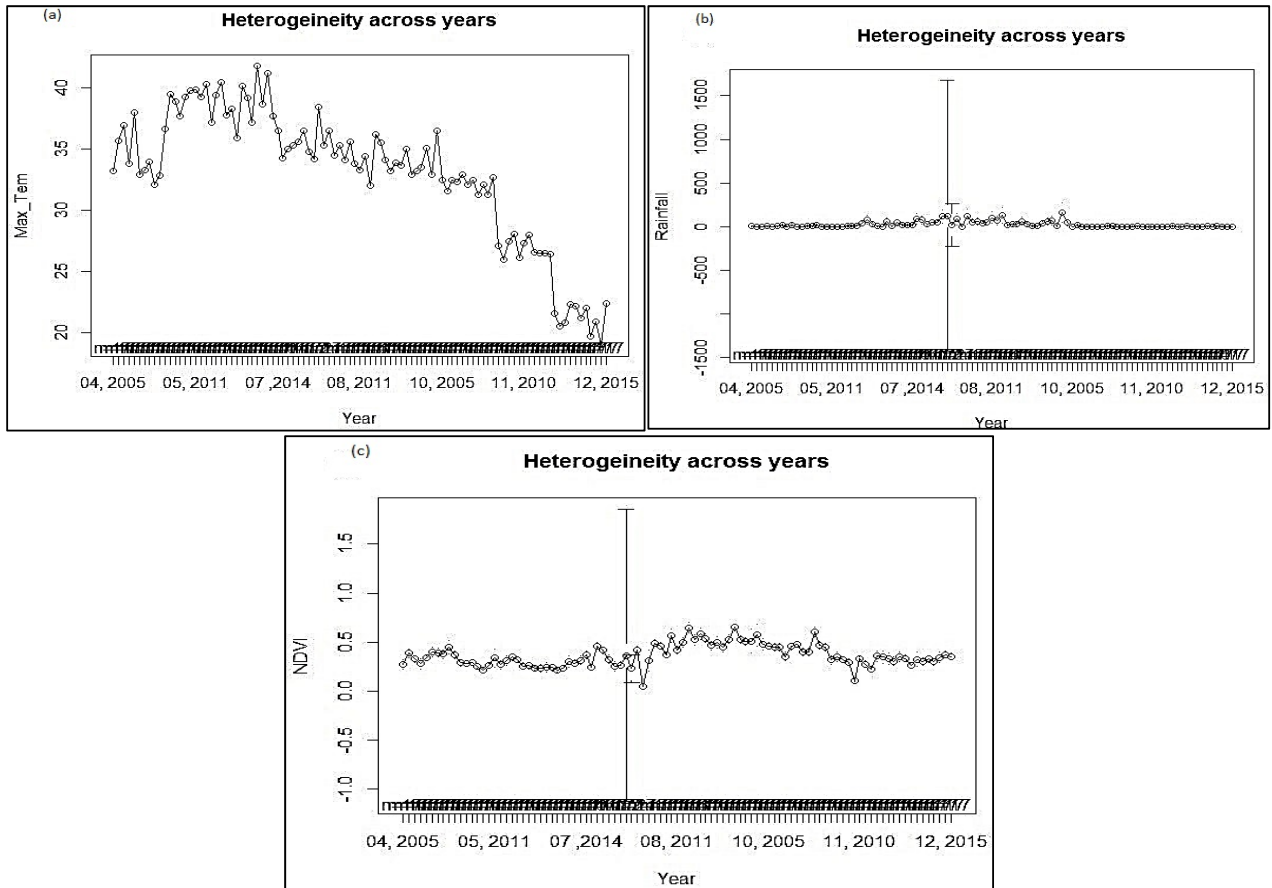 (a)
Heterogeineity across years
Max_Tem
40
35
30
25
20
04, 2005 05, 2011 07, 2014 08, 2011 10, 2005 11, 2010 12, 2015
Year
(b)
Heterogeineity across years
Rainfall
1500
1000
500
0
-500
-1500
04, 2005 05, 2011 07, 2014 08, 2011 10, 2005 11, 2010 12, 2015
Year
(c)
Heterogeineity across years
NDVI
1.5
1.0
0.5
0.0
-0.5
-1.0
04, 2005 05, 2011 07, 2014 08, 2011 10, 2005 11, 2010 12, 2015
Year